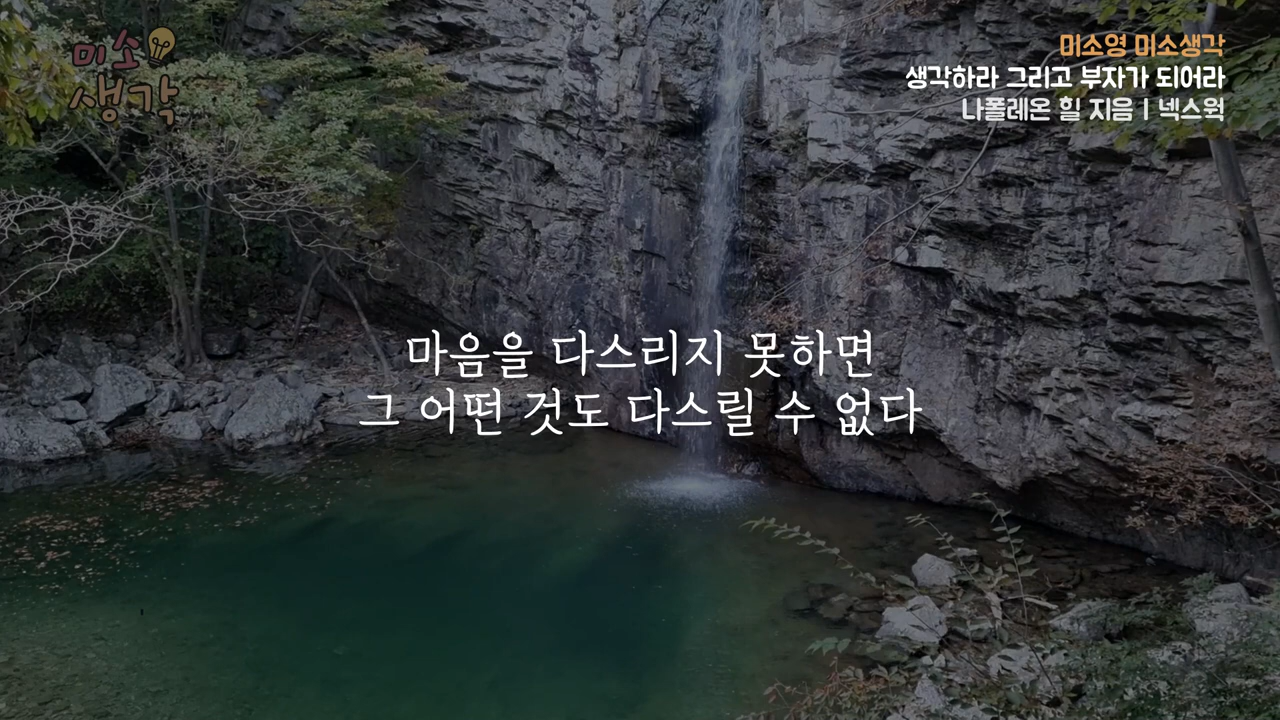 미소
생각
미소영 미소생각
생각하라 그리고 부자가 되어라
나폴레온 힐 지음 | 넥스웍
마음을 다스리지 못하면
그 어떤 것도 다스릴 수 없다